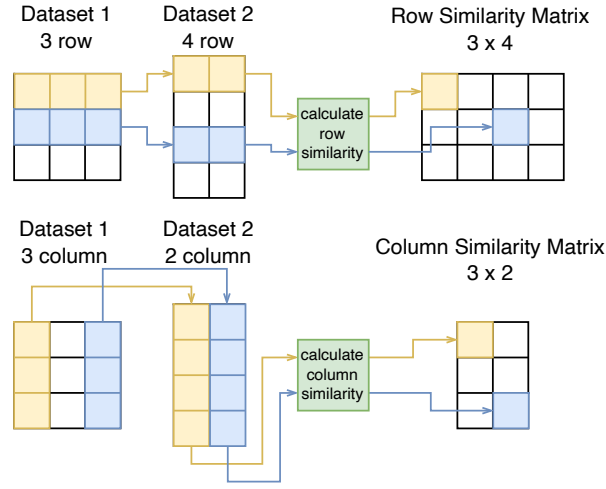 Dataset 1
3 row
Dataset 2
4 row
Row Similarity Matrix
3 x 4
calculate
row
similarity
Dataset 1
3 column
Dataset 2
2 column
Column Similarity Matrix
3 x 2
calculate
column
similarity